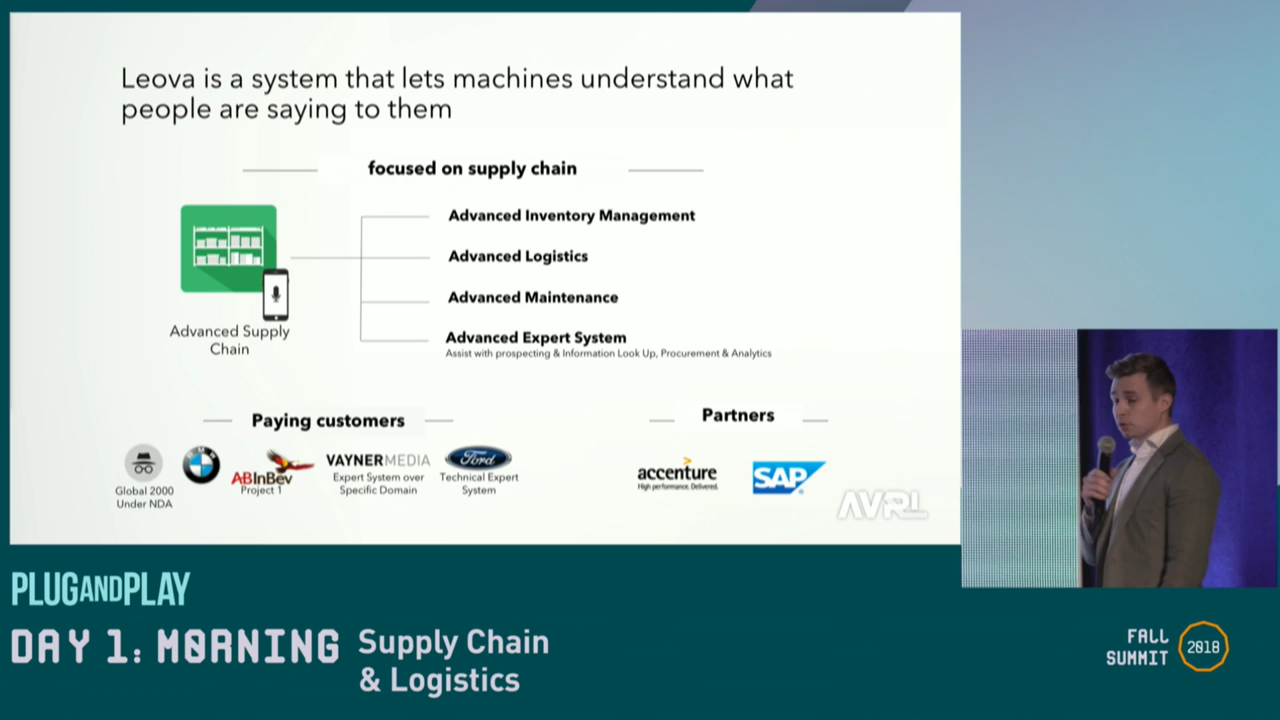 Leova is a system that lets machines understand what
people are saying to them
focused on supply chain
Advanced Inventory Management
Advanced Logistics
Advanced Maintenance
Advanced Expert System
Assist with prospecting & Information Look Up, Procurement & Analytics
Advanced Supply
Chain
Paying customers
Partners
Global 2000
Under NDA
BMW
ABInBev
Project 1
VAYNERMEDIA
Expert System over
Specific Domain
Ford
Technical Expert
System
accenture
High performance. Delivered.
SAP
AVRL
PLUGANDPLAY
DAY 1: MORNING
Supply Chain
& Logistics
FALL
SUMMIT
2018